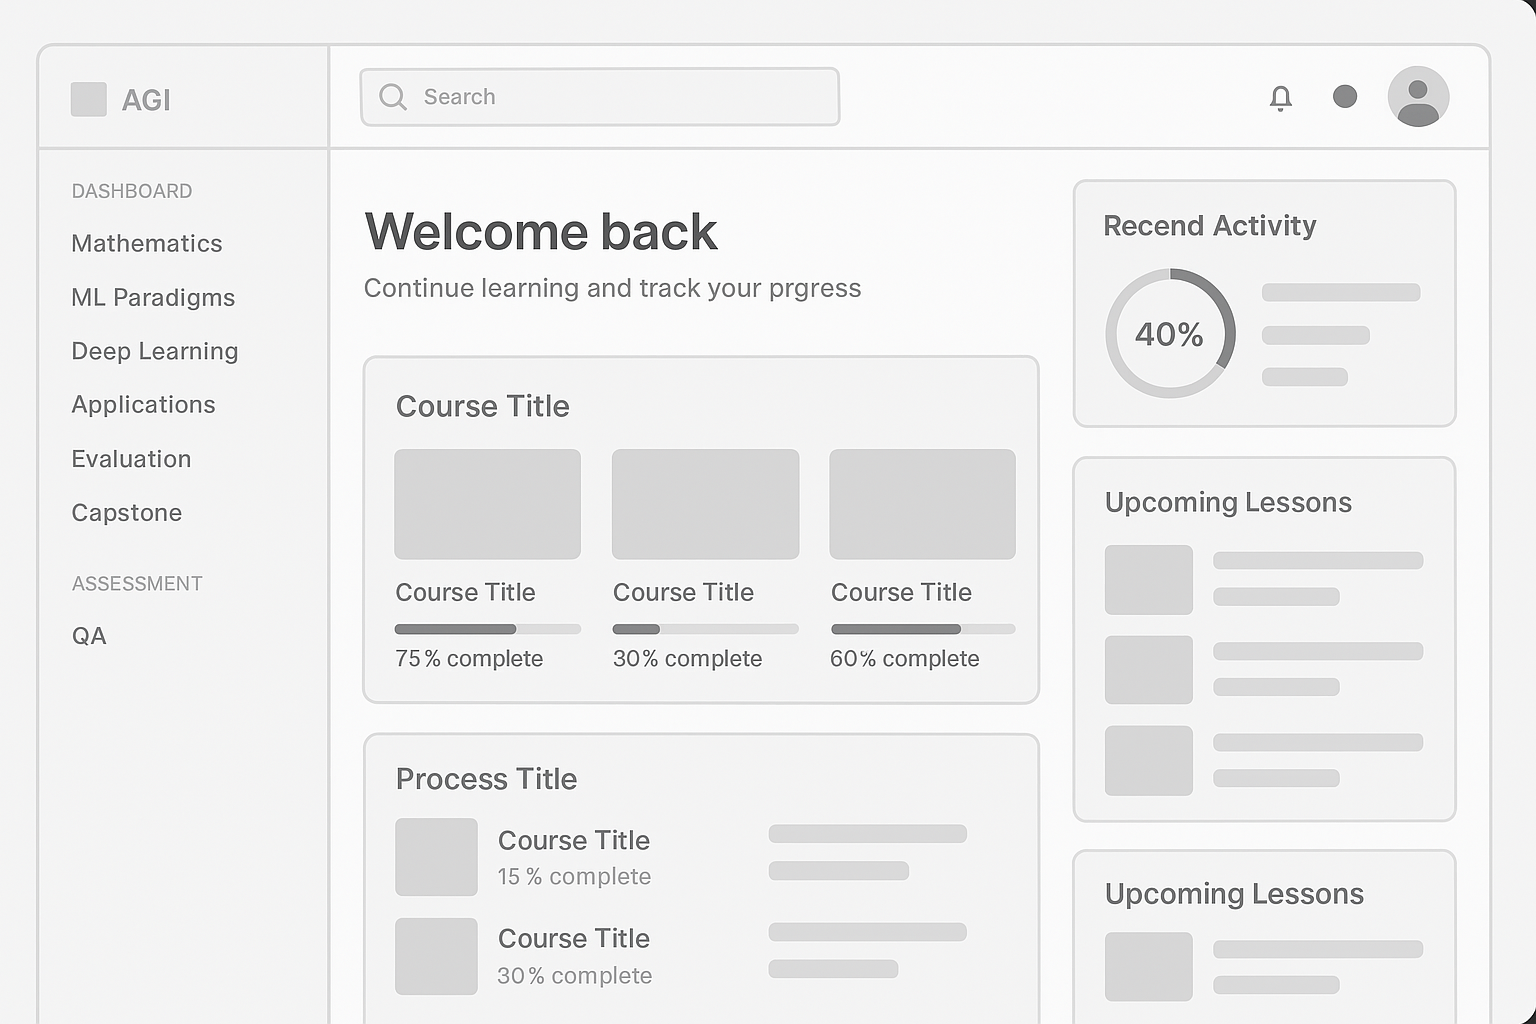 AGI
Search
DASHBOARD
Mathematics
ML Paradigms
Deep Learning
Applications
Evaluation
Capstone
ASSESSMENT
QA
Welcome back
Continue learning and track your prgress
Course Title
Course Title
75% complete
Course Title
30% complete
Course Title
60% complete
Process Title
Course Title
15 % complete
Course Title
30% complete
Recend Activity
40%
Upcoming Lessons
Upcoming Lessons